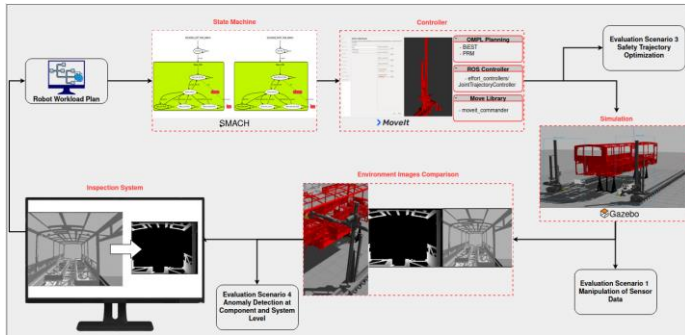 State Machine
Controller
Robot Workload Plan
SMACH
MoveIt
OMPL Planning
- BiEST
- PRM
ROS Controller
- effort_controllers/
JointTrajectoryController
Move Library
- moveit_commander
Evaluation Scenario 3
Safety Trajectory
Optimization
Simulation
Gazebo
Inspection System
Environment Images Comparison
Evaluation Scenario 4
Anomaly Detection at
Component and System
Level
Evaluation Scenario 1
Manipulation of Sensor
Data